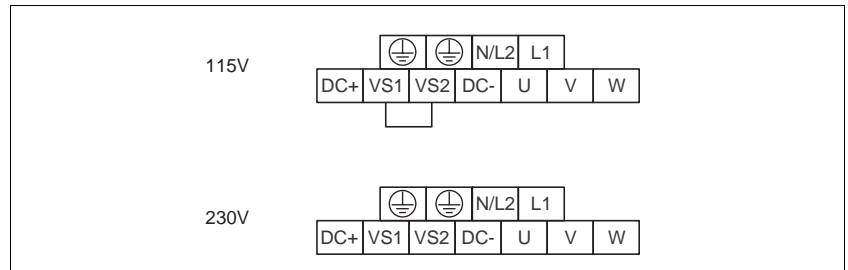 115V
N/L2 L1
DC+ VS1 VS2 DC- U V W
230V
N/L2 L1
DC+ VS1 VS2 DC- U V W